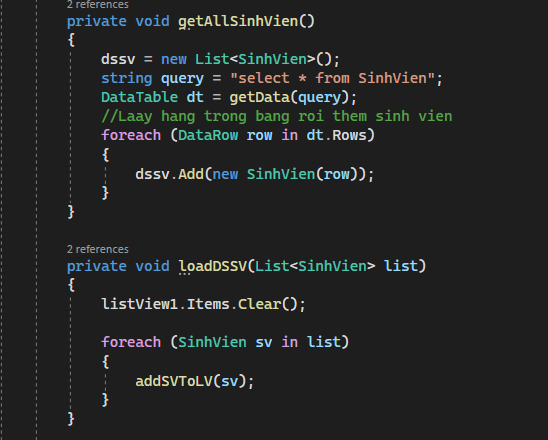 2 references
private void getAllSinhVien()
{
dssv = new List<SinhVien>();
string query = "select * from SinhVien";
DataTable dt = getData(query);
//Laay hang trong bang roi them sinh vien
foreach (DataRow row in dt.Rows)
{
dssv.Add(new SinhVien(row));
}
}
2 references
private void loadDSSV(List<SinhVien> list)
{
listView1.Items.Clear();
foreach (SinhVien sv in list)
{
addSVToLV(sv);
}
}